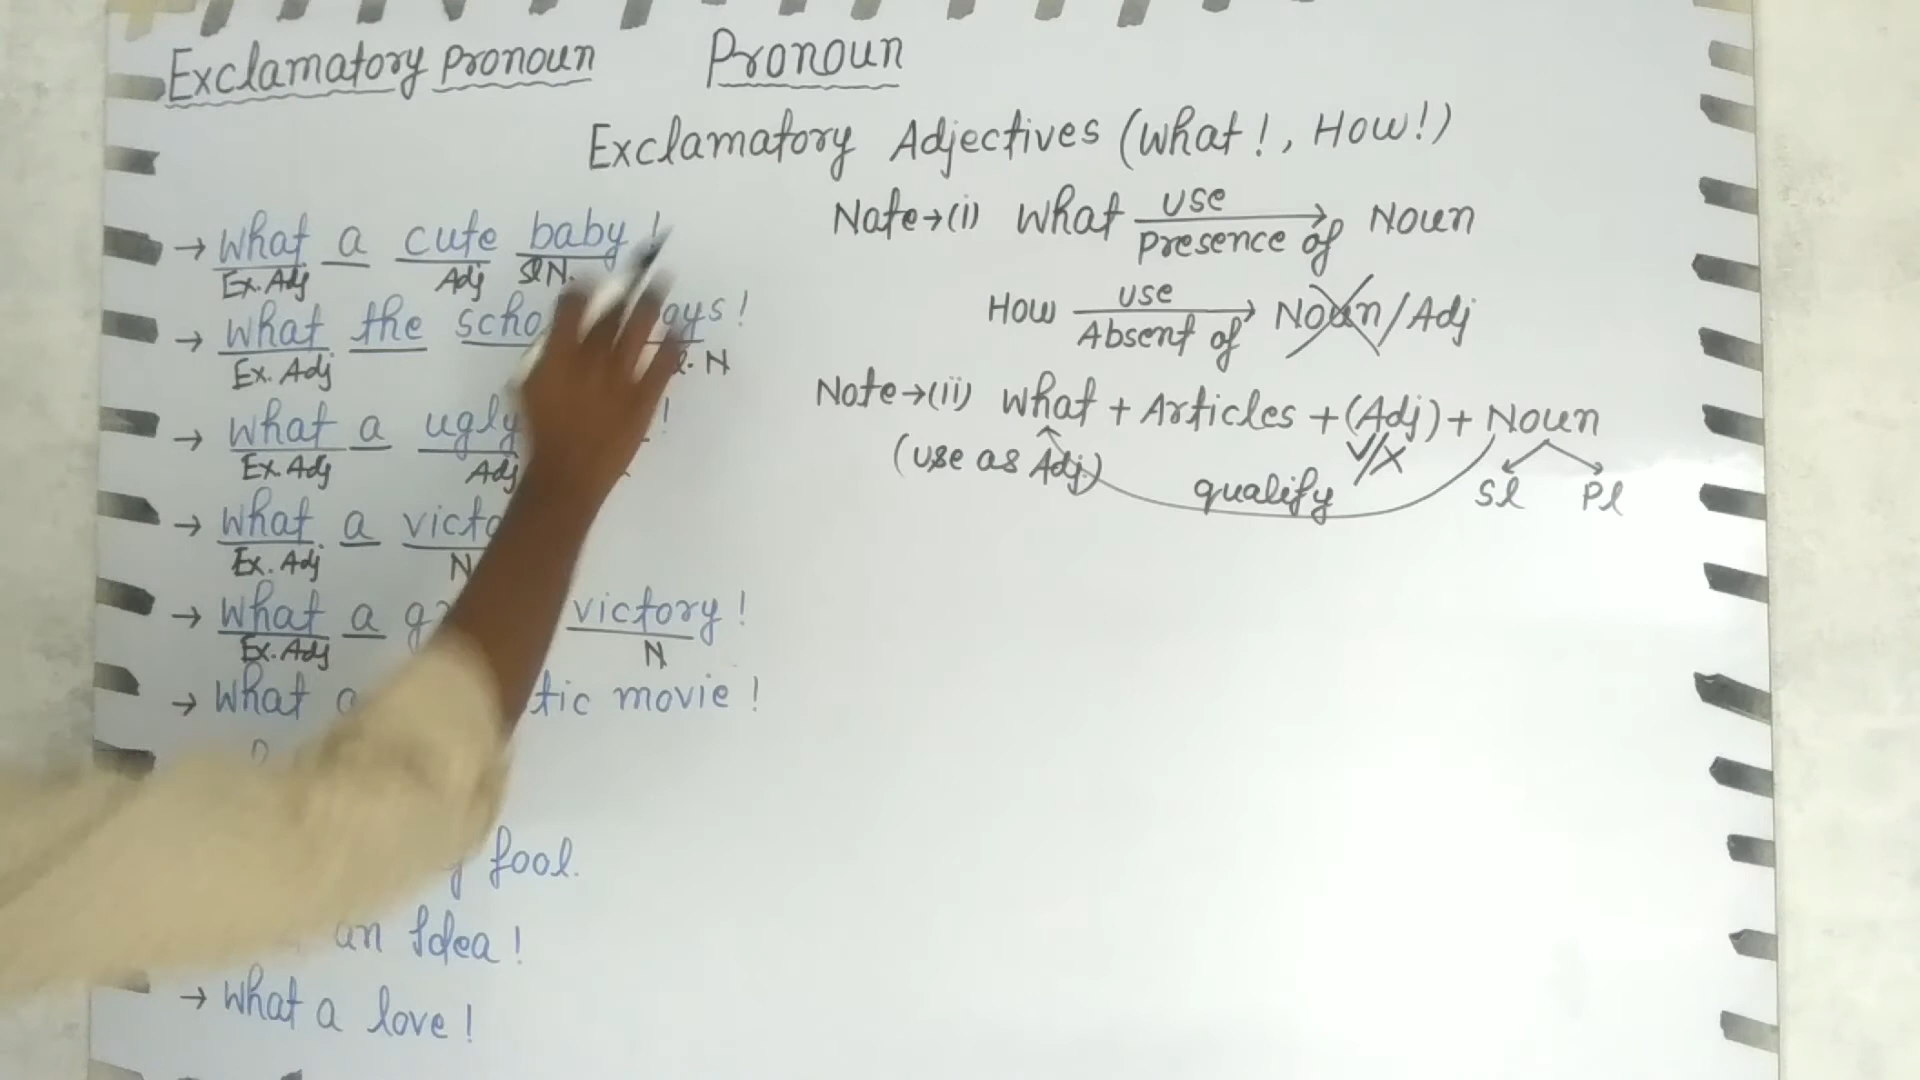 Exclamatory pronoun Pronoun
Exclamatory Adjectives (What!, How!)
→ What a cute baby!
Ex. Adj Adj Sl N.
→ What the !
Ex. Adj N
→ What a ugly !
Ex. Adj Adj
→ What a
Ex. Adj N
→ What a victory!
Ex. Adj N
→ What movie!
fool.
an Idea!
→ What a love!
Note→(i) What use Noun
Presence of
How use Noun/Adj
Absent of
Note→(ii) What + Articles + (Adj) + Noun
(use as Adj) ✓/X
qualify Sl Pl